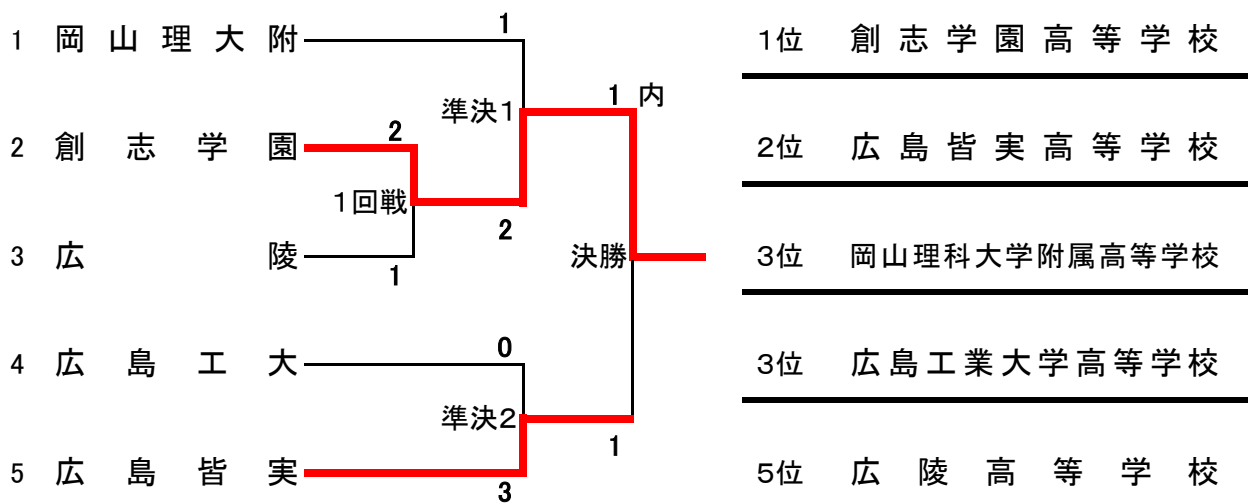 1 岡山理大附 1
準決1
1 内
2 創志学園 2
1回戦
2
3 広陵 1
決勝
4 広島工大 0
準決2
1
5 広島皆実 3
1位 創志学園高等学校
2位 広島皆実高等学校
3位 岡山理科大学附属高等学校
3位 広島工業大学高等学校
5位 広陵高等学校